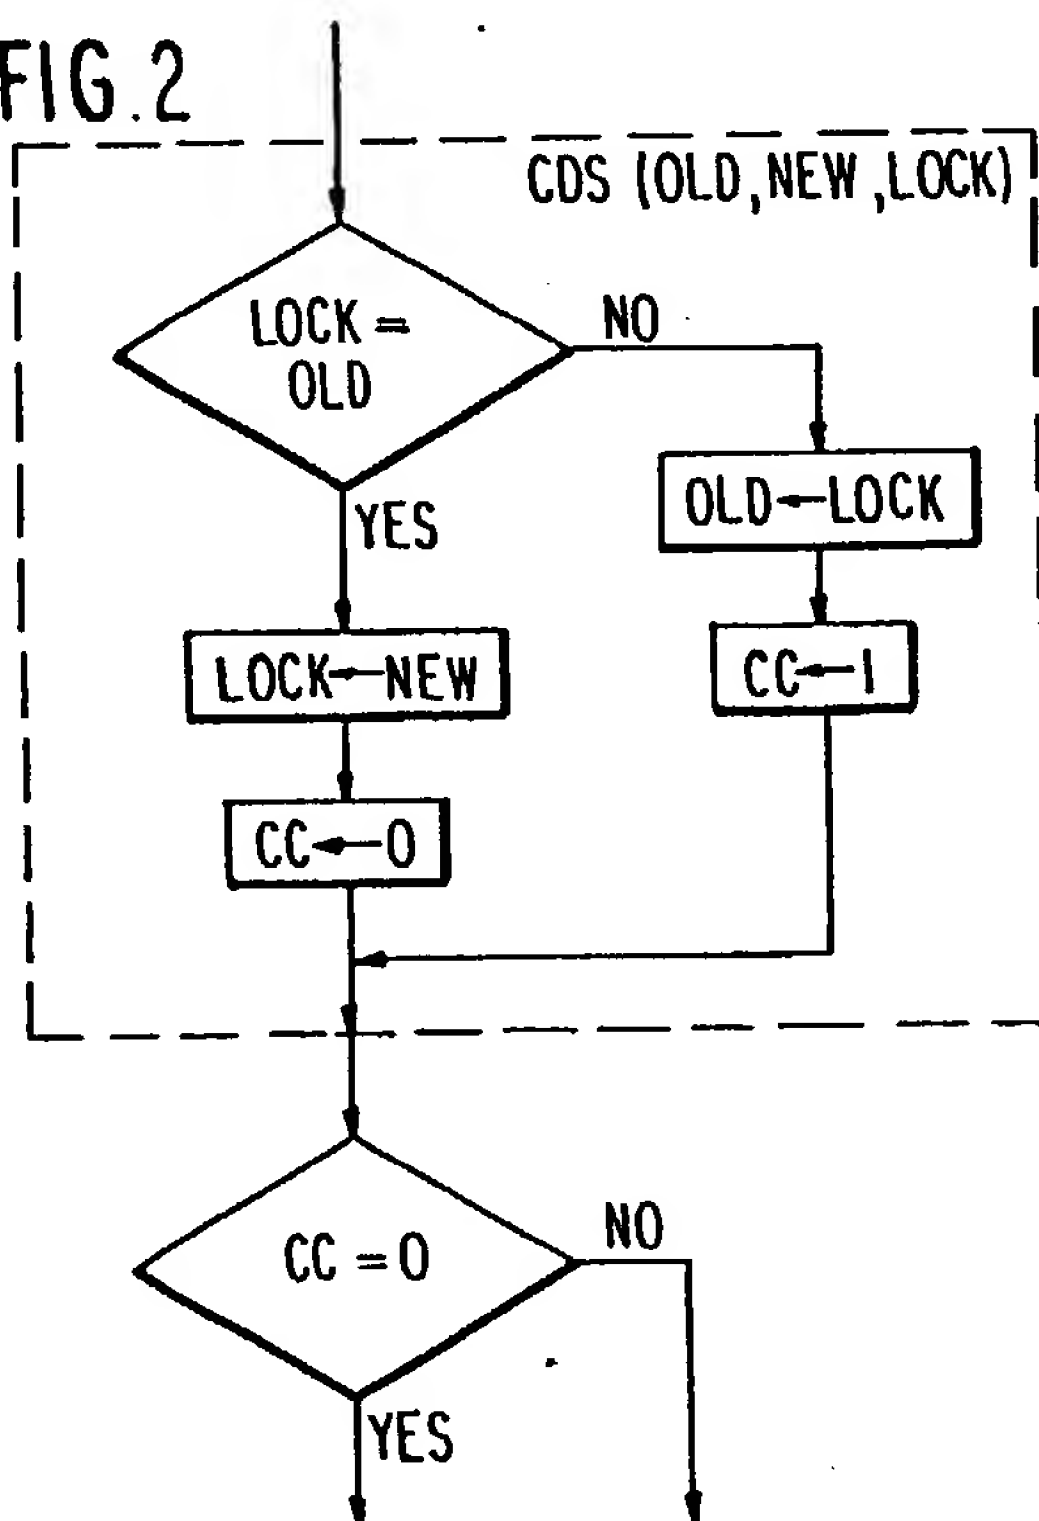 FIG.2
CDS (OLD,NEW,LOCK)
LOCK =
OLD
NO
YES
OLD←LOCK
LOCK←NEW
CC←1
CC←0
CC = 0
NO
YES